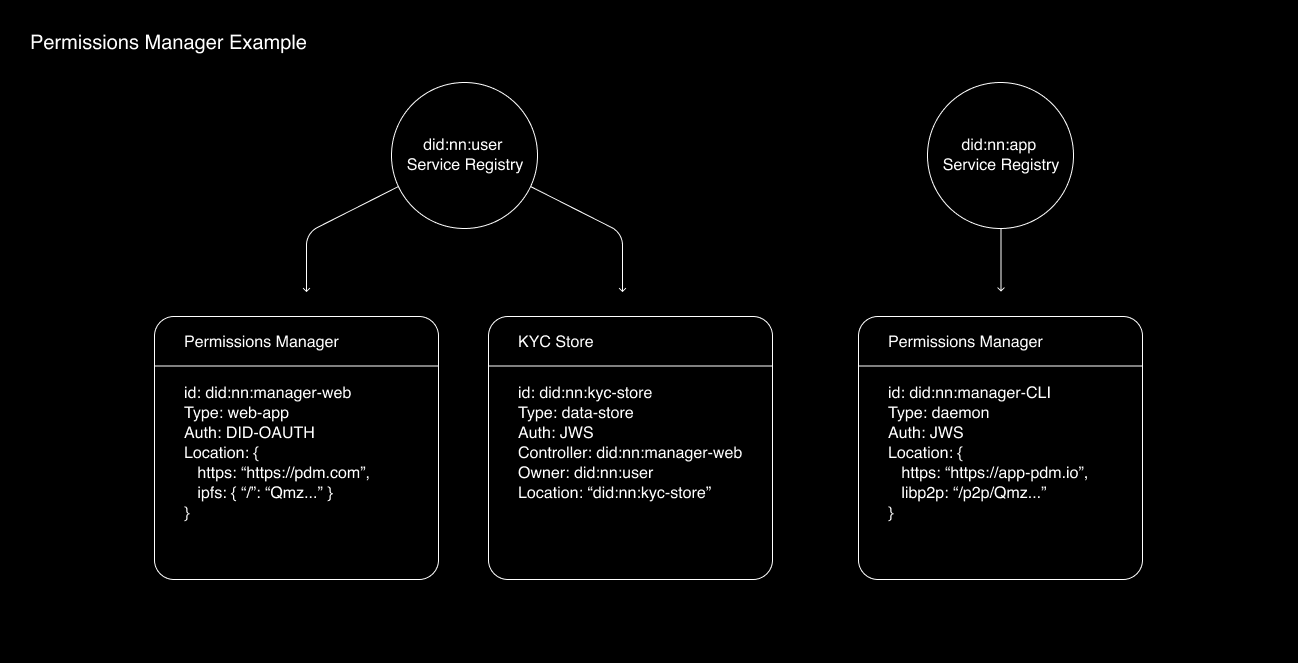 Permissions Manager Example
did:nn:user
Service Registry
did:nn:app
Service Registry
Permissions Manager
id: did:nn:manager-web
Type: web-app
Auth: DID-OAUTH
Location: {
https: “https://pdm.com”,
ipfs: { “/”: “Qmz...” }
}
KYC Store
id: did:nn:kyc-store
Type: data-store
Auth: JWS
Controller: did:nn:manager-web
Owner: did:nn:user
Location: “did:nn:kyc-store”
Permissions Manager
id: did:nn:manager-CLI
Type: daemon
Auth: JWS
Location: {
https: “https://app-pdm.io”,
libp2p: “/p2p/Qmz...”
}